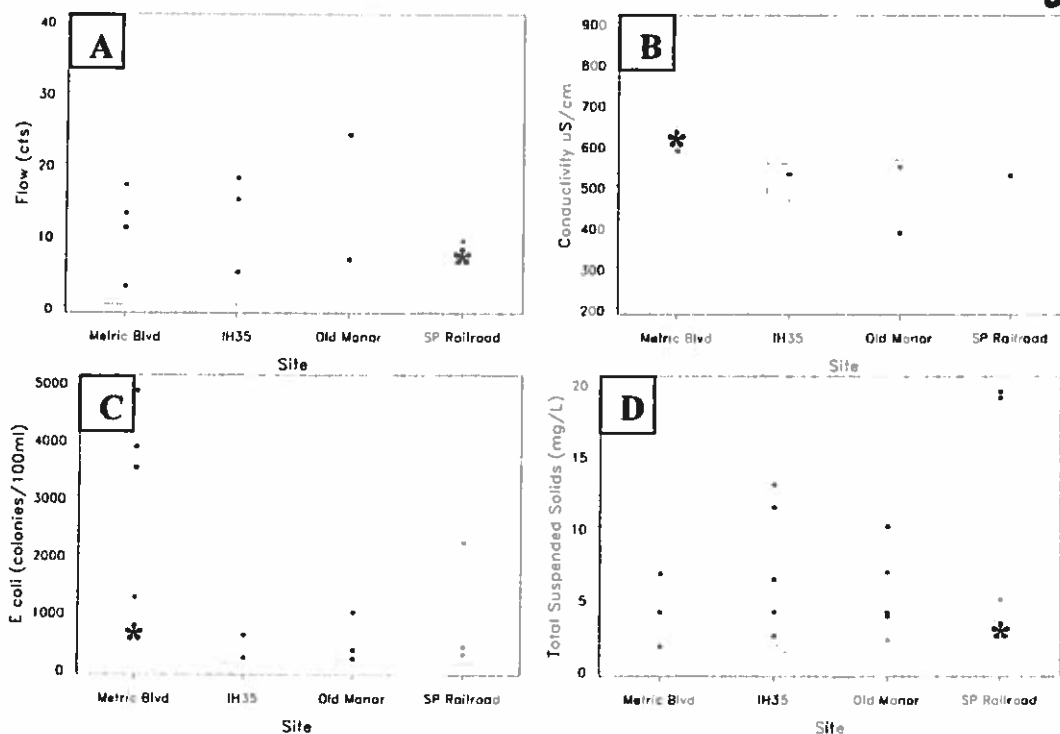 A
40
30
20
10
0
Flow (cts)
Metric Blvd IH35 Old Manor SP Railroad
Site
B
900
800
700
600
500
400
300
200
Conductivity uS/cm
Metric Blvd IH35 Old Manor SP Railroad
Site
C
5000
4000
3000
2000
1000
0
E coli (colonies/100ml)
Metric Blvd IH35 Old Manor SP Railroad
Site
D
20
15
10
5
0
Total Suspended Solids (mg/L)
Metric Blvd IH35 Old Manor SP Railroad
Site